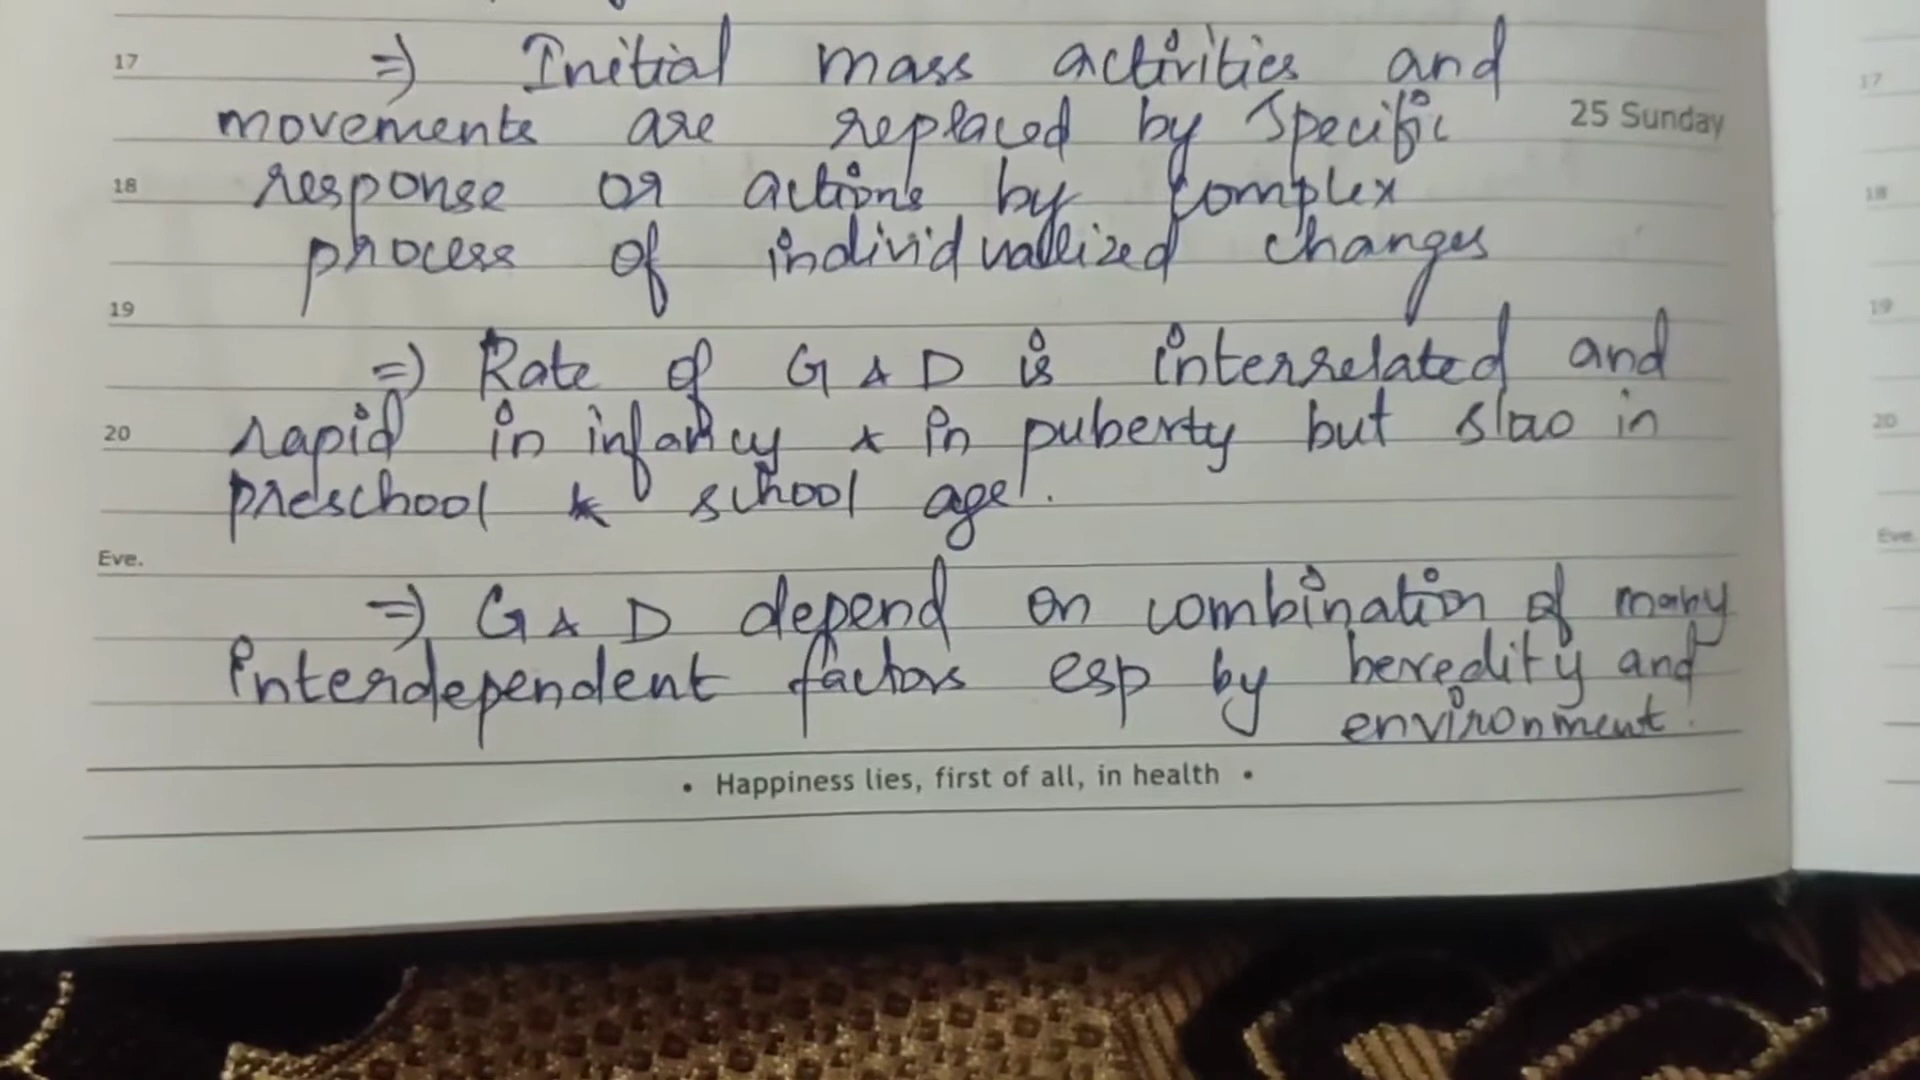 17 => Initial mass activities and
movements are replaced by specific
25 Sunday
18 response or actions by complex
process of individuallized changes
19
=> Rate of G & D is interrelated and
20 rapid in infancy & in puberty but slow in
preschool & school age.
Eve.
=> G & D depend on combination of many
interdependent factors esp by heredity and
environment.
• Happiness lies, first of all, in health •
17
18
19
20
Eve.